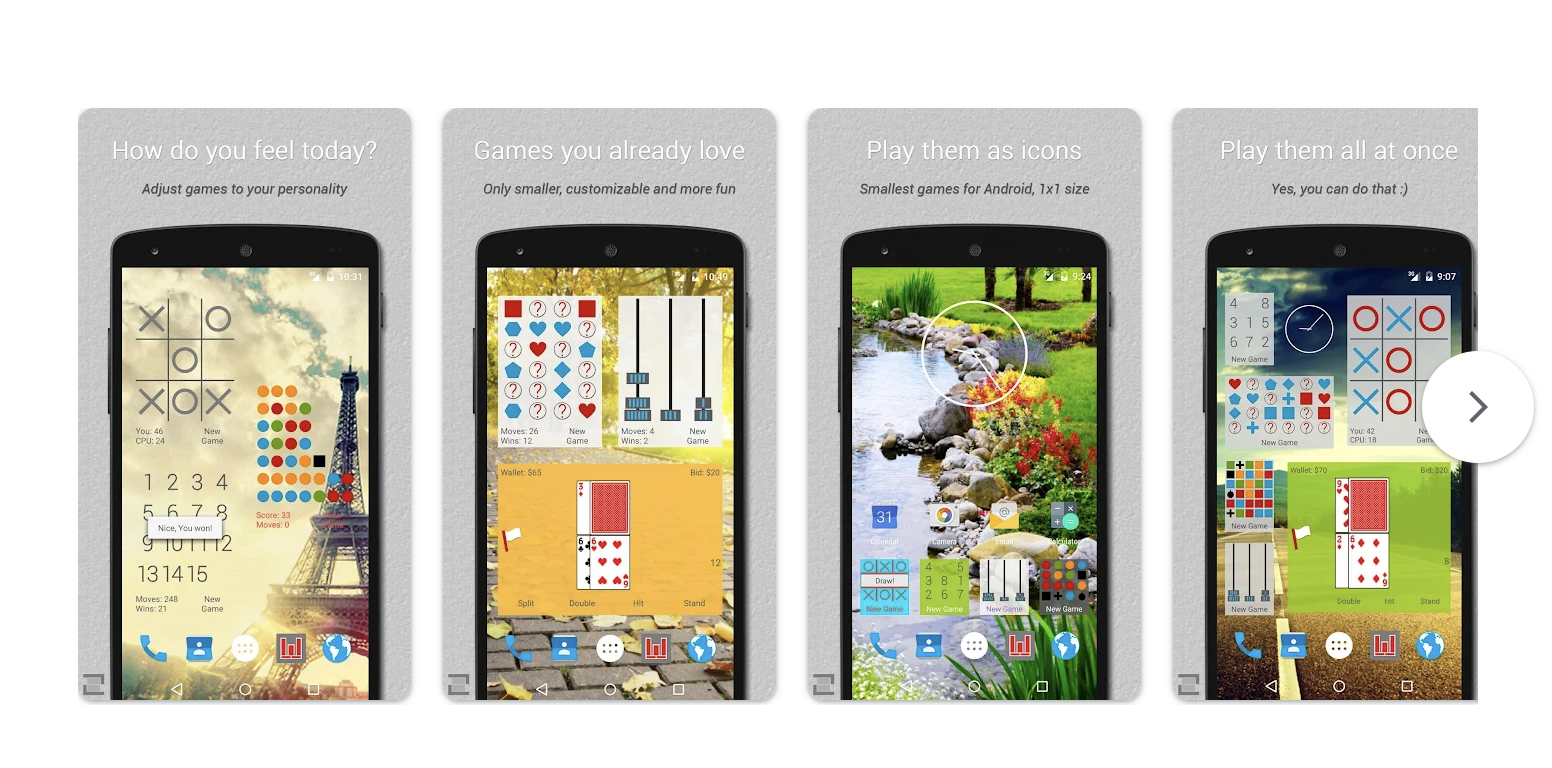 How do you feel today?
Adjust games to your personality
10:31
You: 46
CPU: 24
New
Game
1 2 3 4
5 6 7 8
Nice, You won!
9 10 11 12
13 14 15
Score: 33
Moves: 0
Moves: 248
Wins: 21
New
Game
Games you already love
Only smaller, customizable and more fun
10:49
Moves: 26
Wins: 12
New
Game
Moves: 4
Wins: 2
New
Game
Wallet: $65
Bid: $20
3
6
6
9
12
Split
Double
Hit
Stand
Play them as icons
Smallest games for Android, 1x1 size
9:24
31
Calendar
Camera
Email
Calculator
Draw!
New Game
4 5
3 8 1
2 6 7
New Game
New Game
New Game
Play them all at once
Yes, you can do that :)
3G
9:07
4 8
3 1 5
6 7 2
New Game
You: 42
CPU: 18
New Game
New Game
New Game
Wallet: $70
Bid: $20
9
2
6
8
Double
Hit
Stand